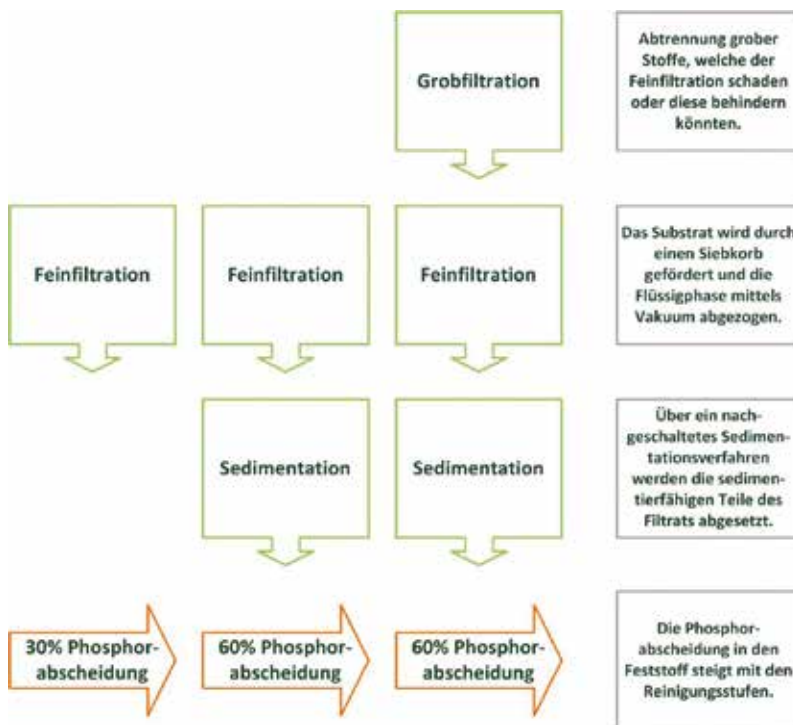 Grobfiltration
Abtrennung grober
Stoffe, welche der
Feinfiltration schaden
oder diese behindern
könnten.
Feinfiltration
Feinfiltration
Feinfiltration
Das Substrat wird durch
einen Siebkorb
gefördert und die
Flüssigphase mittels
Vakuum abgezogen.
Sedimentation
Sedimentation
Über ein nach-
geschaltetes Sedimen-
tationsverfahren
werden die sedimen-
tierfähigen Teile des
Filtrats abgesetzt.
30% Phosphor-
abscheidung
60% Phosphor-
abscheidung
60% Phosphor-
abscheidung
Die Phosphor-
abscheidung in den
Feststoff steigt mit den
Reinigungsstufen.